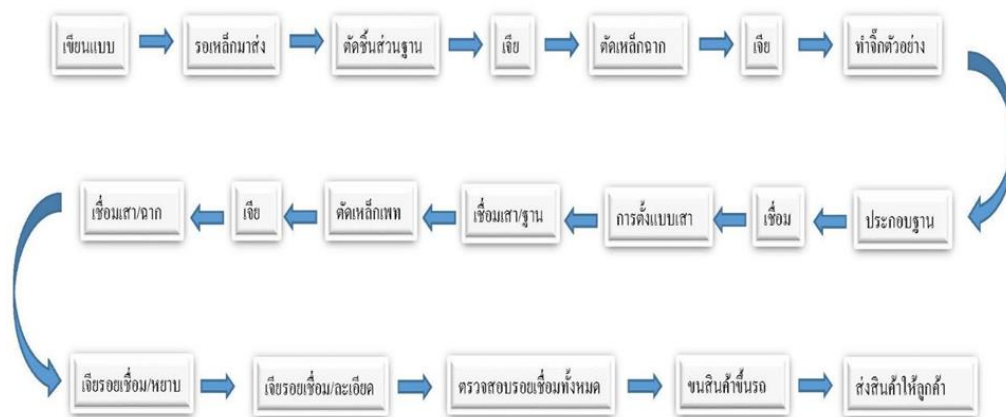 เขียนแบบ
รอเหล็กมาส่ง
ตัดชิ้นส่วนฐาน
เจีย
ตัดเหล็กฉาก
เจีย
ทำจิ๊กตัวอย่าง
ประกอบฐาน
เชื่อม
การตั้งแบบเสา
เชื่อมเสา/ฐาน
ตัดเหล็กเพท
เจีย
เชื่อมเสา/ฉาก
เจียรอยเชื่อม/หยาบ
เจียรอยเชื่อม/ละเอียด
ตรวจสอบรอยเชื่อมทั้งหมด
ขนสินค้าขึ้นรถ
ส่งสินค้าให้ลูกค้า